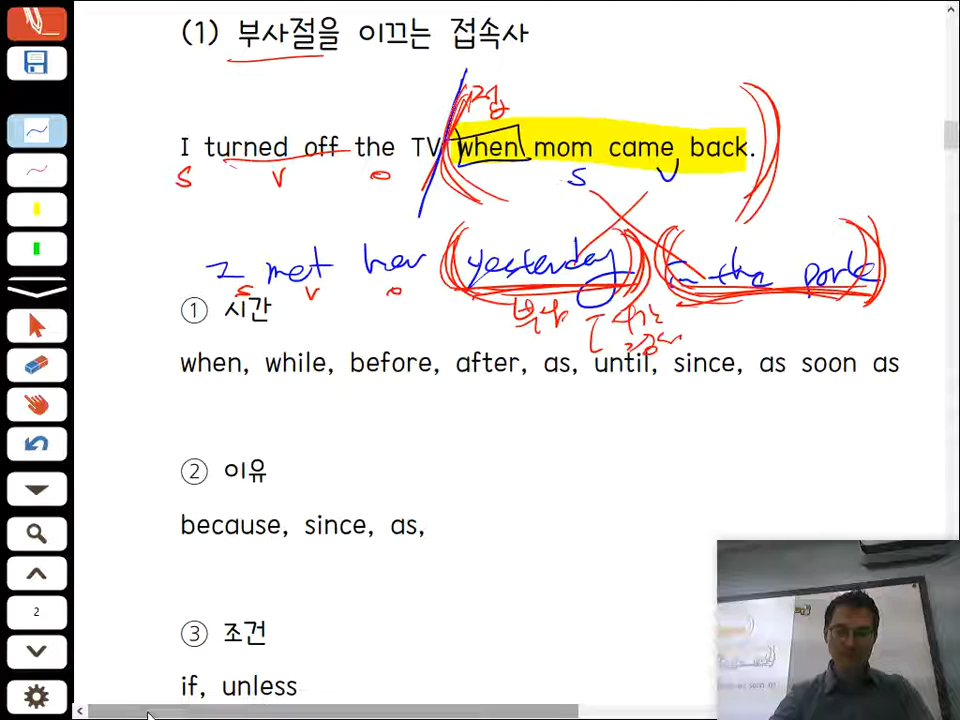 (1) 부사절을 이끄는 접속사
I turned off the TV when mom came back.
S V O S V
I met her yesterday in the park
S V O
부사
① 시간
when, while, before, after, as, until, since, as soon as
② 이유
because, since, as,
③ 조건
if, unless
2